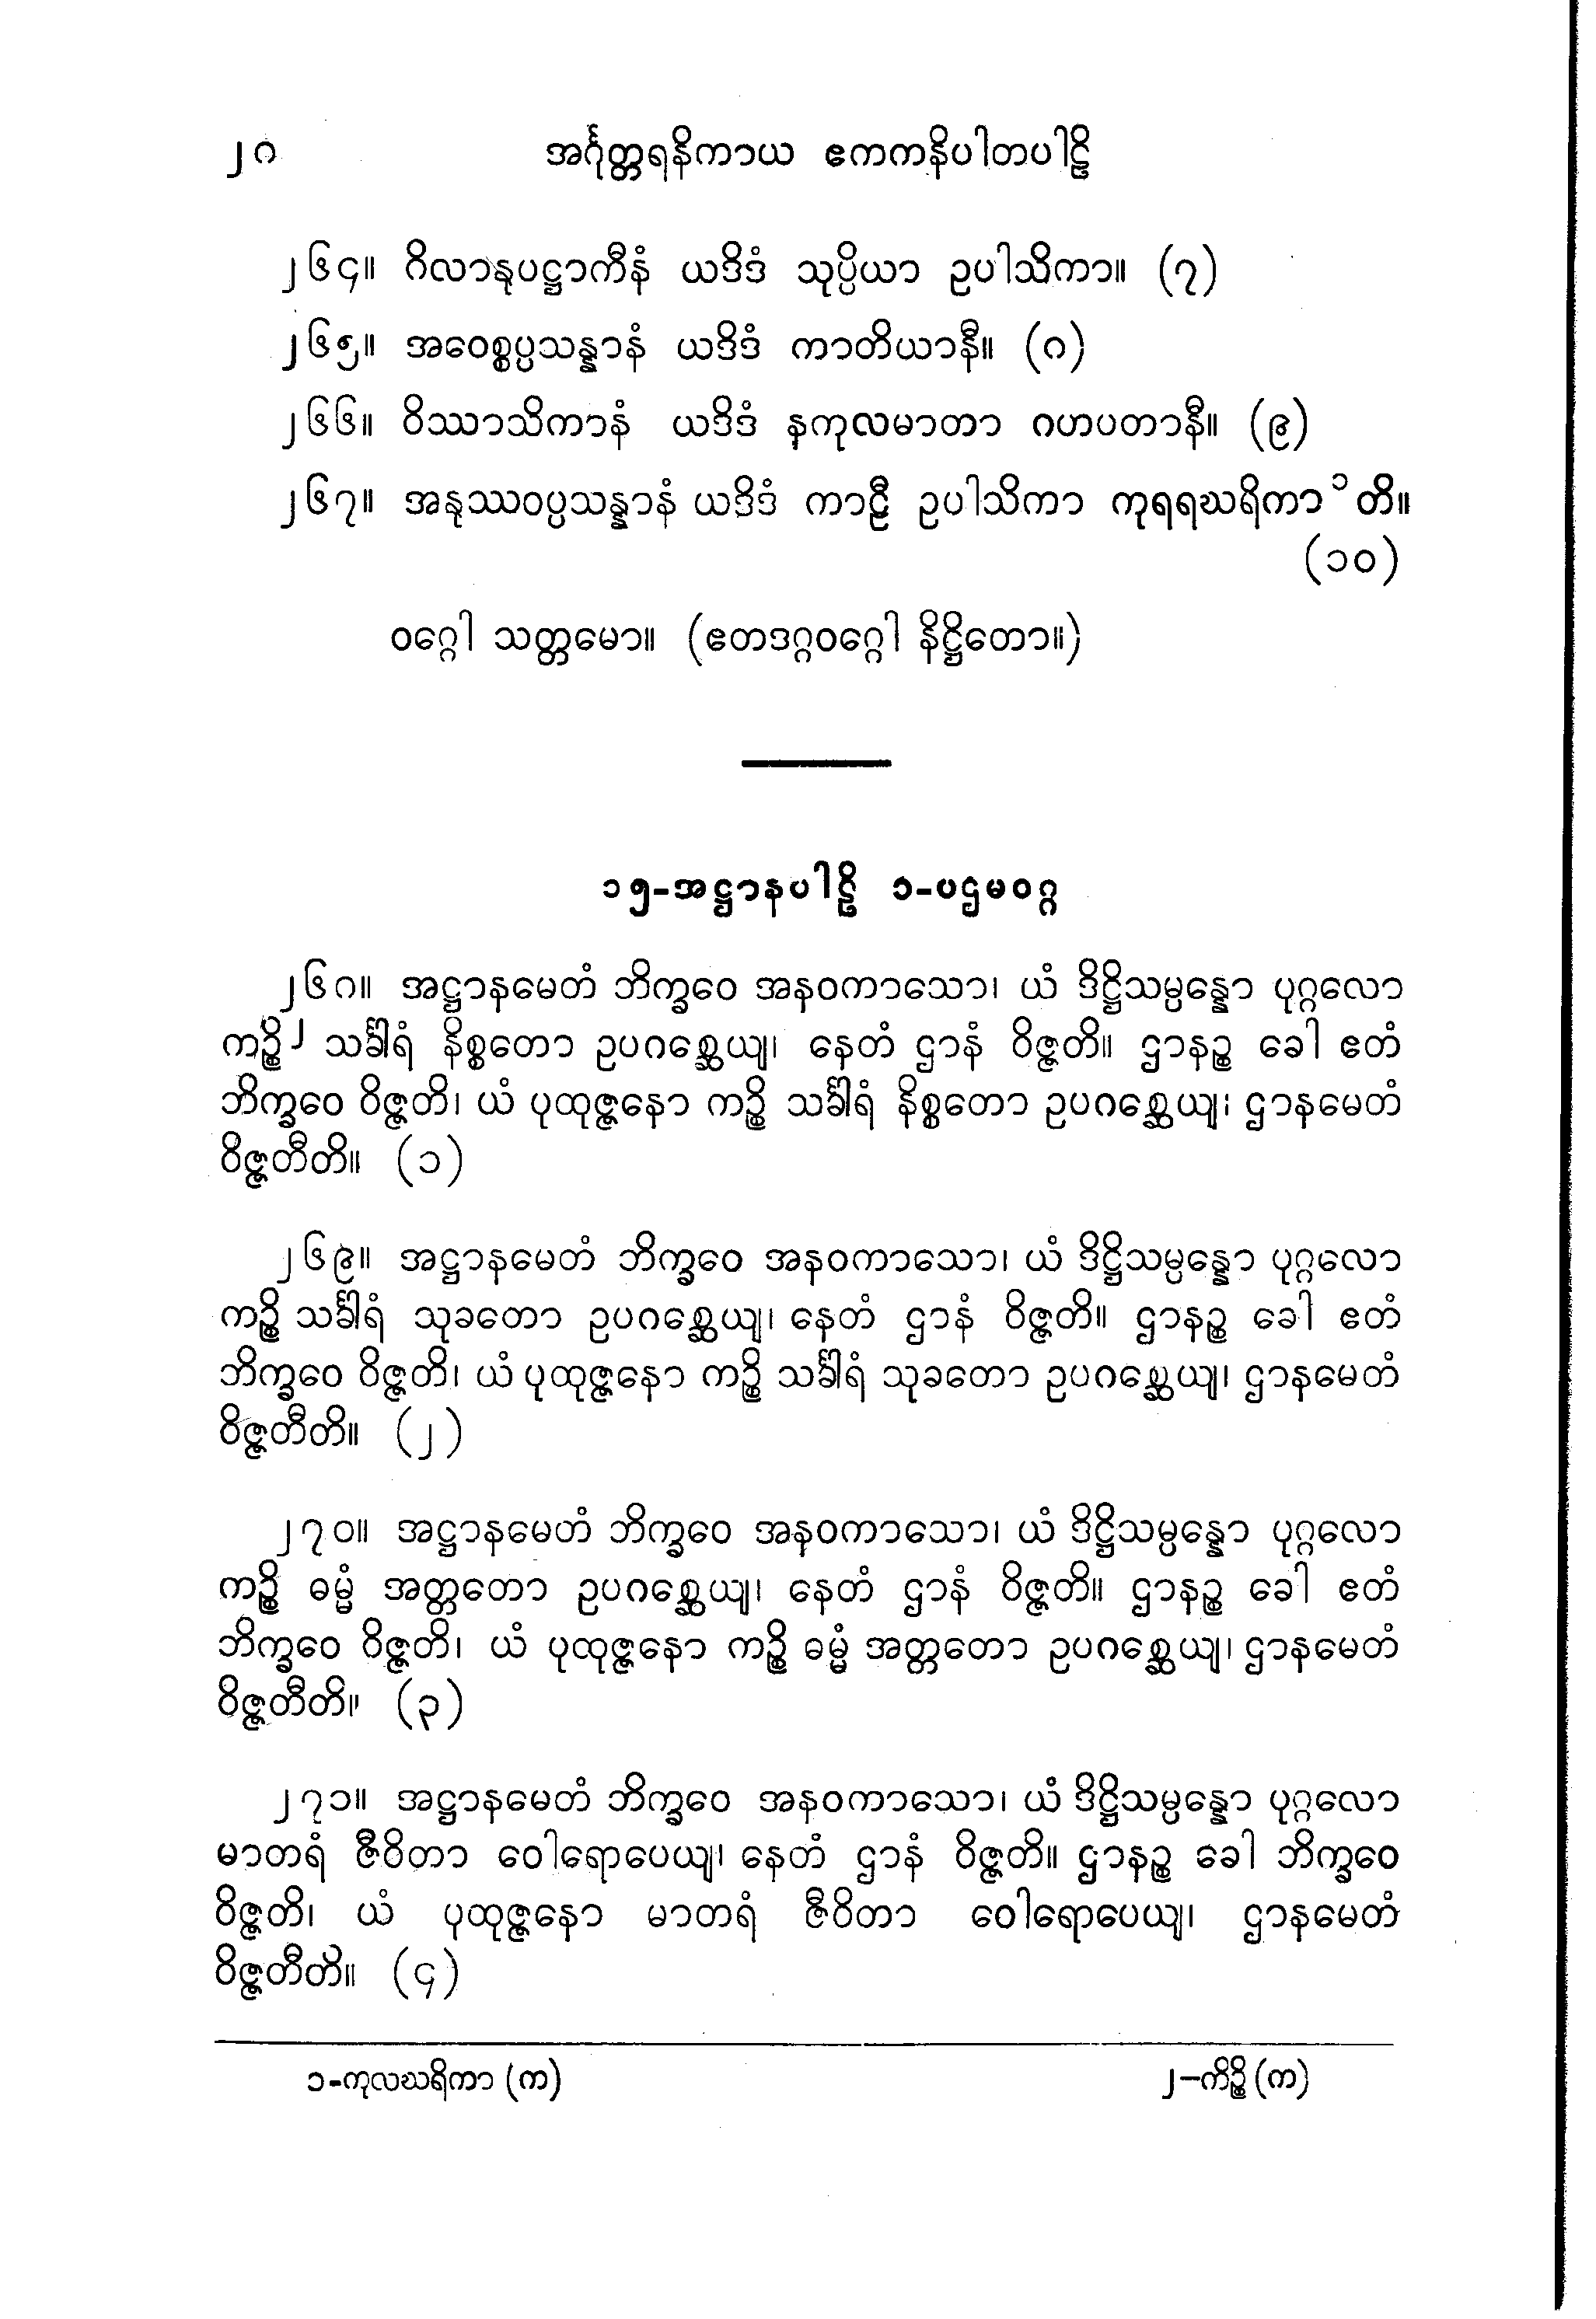 ၂၈ အင်္ဂုတ္တရနိကာယ ဧကကနိပါတပါဠိ
၂၆၄။ ဂိလာနုပဋ္ဌာကီနံ ယဒိဒံ သုပ္ပိယာ ဥပါသိကာ။ (၇)
၂၆၅။ အဝေစ္စပ္ပသန္နာနံ ယဒိဒံ ကာတိယာနီ။ (၈)
၂၆၆။ ဝိဿာသိကာနံ ယဒိဒံ နကုလမာတာ ဂဟပတာနီ။ (၉)
၂၆၇။ အနုဿဝပ္ပသန္နာနံ ယဒိဒံ ကာဠီ ဥပါသိကာ ကုရရဃရိကာ ၁ တိ။
(၁၀)
ဝဂ္ဂေါ သတ္တမော။ (ဧတဒဂ္ဂဝဂ္ဂေါ နိဋ္ဌိတော။)
၁၅-အဋ္ဌာနပါဠိ ၁-ပဌမဝဂ္ဂ
၂၆၈။ အဋ္ဌာနမေတံ ဘိက္ခဝေ အနဝကာသော၊ ယံ ဒိဋ္ဌိသမ္ပန္နော ပုဂ္ဂလော
ကဉ္စိ ၂ သင်္ခါရံ နိစ္စတော ဥပဂစ္ဆေယျ၊ နေတံ ဌာနံ ဝိဇ္ဇတိ။ ဌာနဉ္စ ခေါ ဧတံ
ဘိက္ခဝေ ဝိဇ္ဇတိ၊ ယံ ပုထုဇ္ဇနော ကဉ္စိ သင်္ခါရံ နိစ္စတော ဥပဂစ္ဆေယျ၊ ဌာနမေတံ
ဝိဇ္ဇတီတိ။ (၁)
၂၆၉။ အဋ္ဌာနမေတံ ဘိက္ခဝေ အနဝကာသော၊ ယံ ဒိဋ္ဌိသမ္ပန္နော ပုဂ္ဂလော
ကဉ္စိ သင်္ခါရံ သုခတော ဥပဂစ္ဆေယျ၊ နေတံ ဌာနံ ဝိဇ္ဇတိ။ ဌာနဉ္စ ခေါ ဧတံ
ဘိက္ခဝေ ဝိဇ္ဇတိ၊ ယံ ပုထုဇ္ဇနော ကဉ္စိ သင်္ခါရံ သုခတော ဥပဂစ္ဆေယျ၊ ဌာနမေတံ
ဝိဇ္ဇတီတိ။ (၂)
၂၇၀။ အဋ္ဌာနမေတံ ဘိက္ခဝေ အနဝကာသော၊ ယံ ဒိဋ္ဌိသမ္ပန္နော ပုဂ္ဂလော
ကဉ္စိ ဓမ္မံ အတ္တတော ဥပဂစ္ဆေယျ၊ နေတံ ဌာနံ ဝိဇ္ဇတိ။ ဌာနဉ္စ ခေါ ဧတံ
ဘိက္ခဝေ ဝိဇ္ဇတိ၊ ယံ ပုထုဇ္ဇနော ကဉ္စိ ဓမ္မံ အတ္တတော ဥပဂစ္ဆေယျ၊ ဌာနမေတံ
ဝိဇ္ဇတီတိ။ (၃)
၂၇၁။ အဋ္ဌာနမေတံ ဘိက္ခဝေ အနဝကာသော၊ ယံ ဒိဋ္ဌိသမ္ပန္နော ပုဂ္ဂလော
မာတရံ ဇီဝိတာ ဝေါရောပေယျ၊ နေတံ ဌာနံ ဝိဇ္ဇတိ။ ဌာနဉ္စ ခေါ ဘိက္ခဝေ
ဝိဇ္ဇတိ၊ ယံ ပုထုဇ္ဇနော မာတရံ ဇီဝိတာ ဝေါရောပေယျ၊ ဌာနမေတံ
ဝိဇ္ဇတီတိ။ (၄)
၁-ကုလဃရိကာ (က) ၂-ကိဉ္စိ (က)